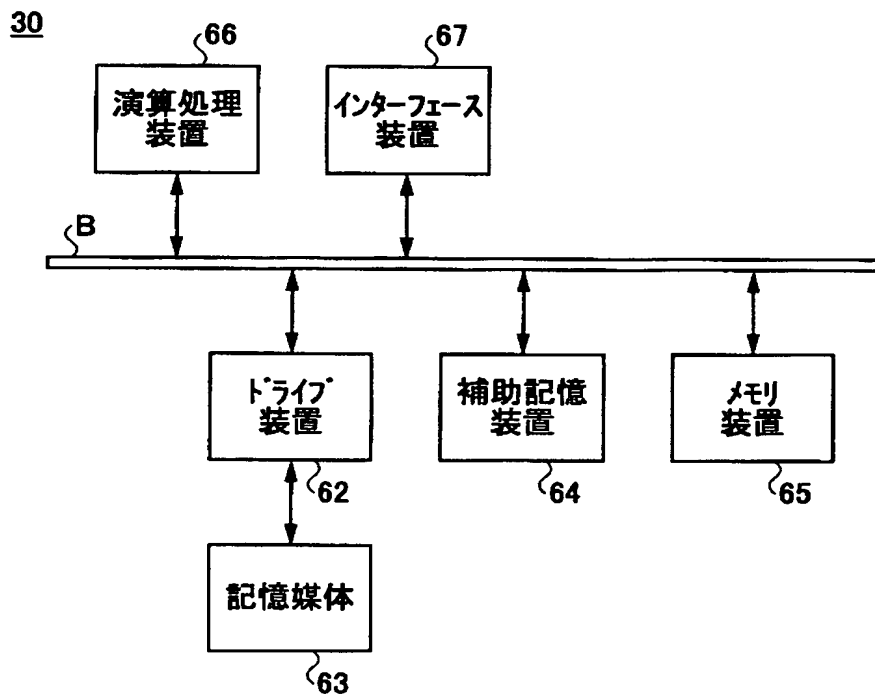 30
66
67
演算処理
装置
インターフェース
装置
B
ドライブ
装置
補助記憶
装置
メモリ
装置
62
64
65
記憶媒体
63